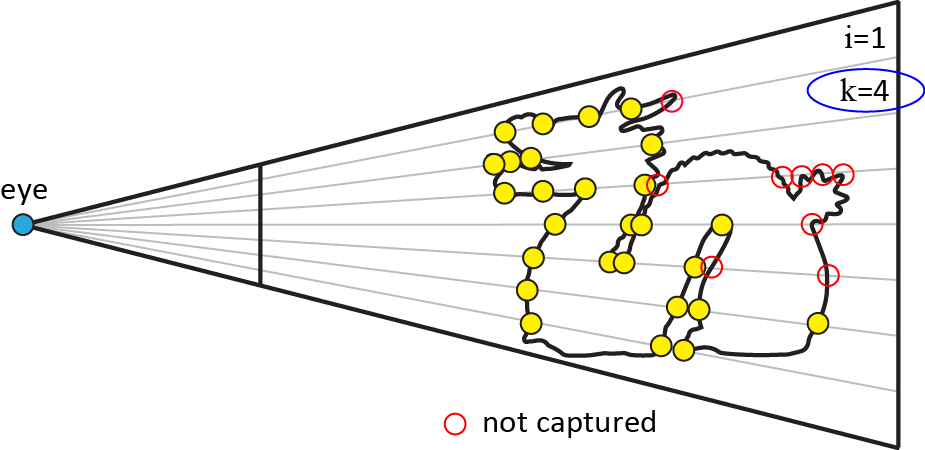 i=1
k=4
eye
not captured